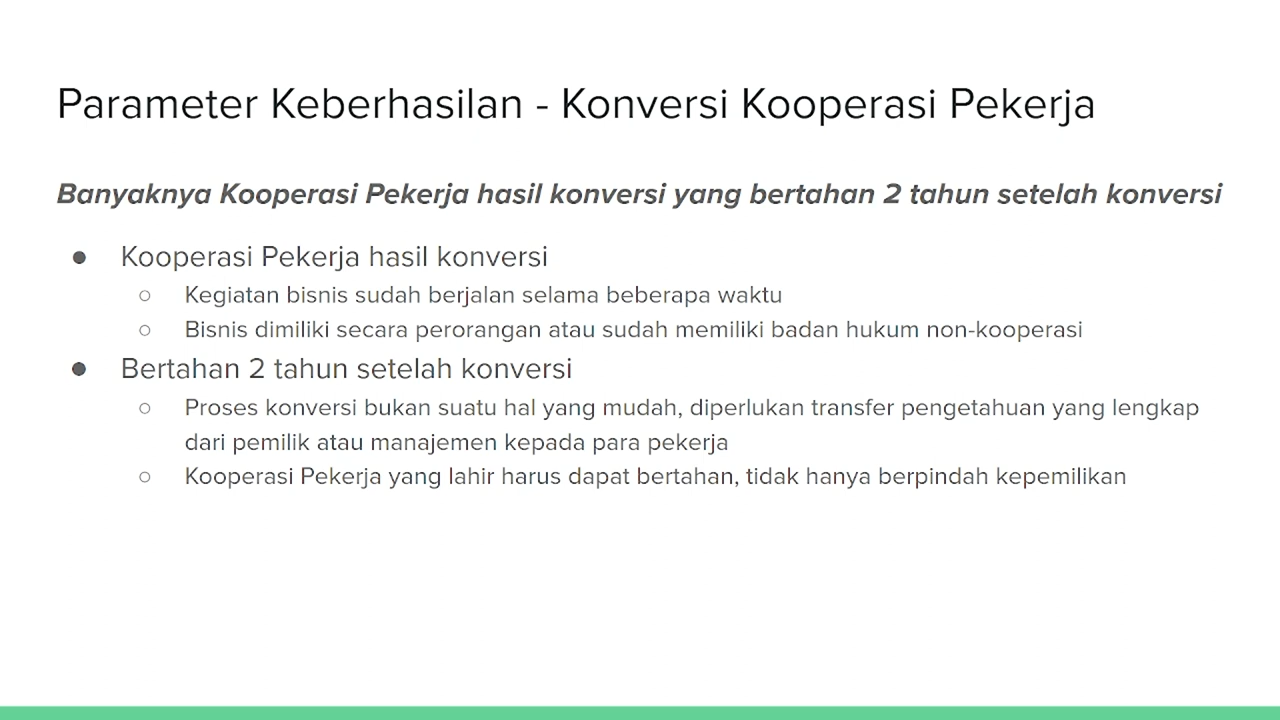 Parameter Keberhasilan - Konversi Kooperasi Pekerja
Banyaknya Kooperasi Pekerja hasil konversi yang bertahan 2 tahun setelah konversi
● Kooperasi Pekerja hasil konversi
○ Kegiatan bisnis sudah berjalan selama beberapa waktu
○ Bisnis dimiliki secara perorangan atau sudah memiliki badan hukum non-kooperasi
● Bertahan 2 tahun setelah konversi
○ Proses konversi bukan suatu hal yang mudah, diperlukan transfer pengetahuan yang lengkap
dari pemilik atau manajemen kepada para pekerja
○ Kooperasi Pekerja yang lahir harus dapat bertahan, tidak hanya berpindah kepemilikan